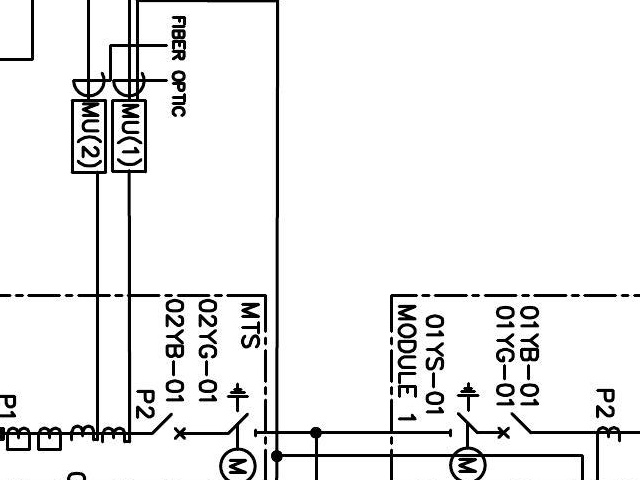 FIBER OPTIC
MU(1)
MU(2)
MTS
02YG-01
02YB-01
P2
P1
M
01YB-01
01YG-01
01YS-01
MODULE 1
P2
M